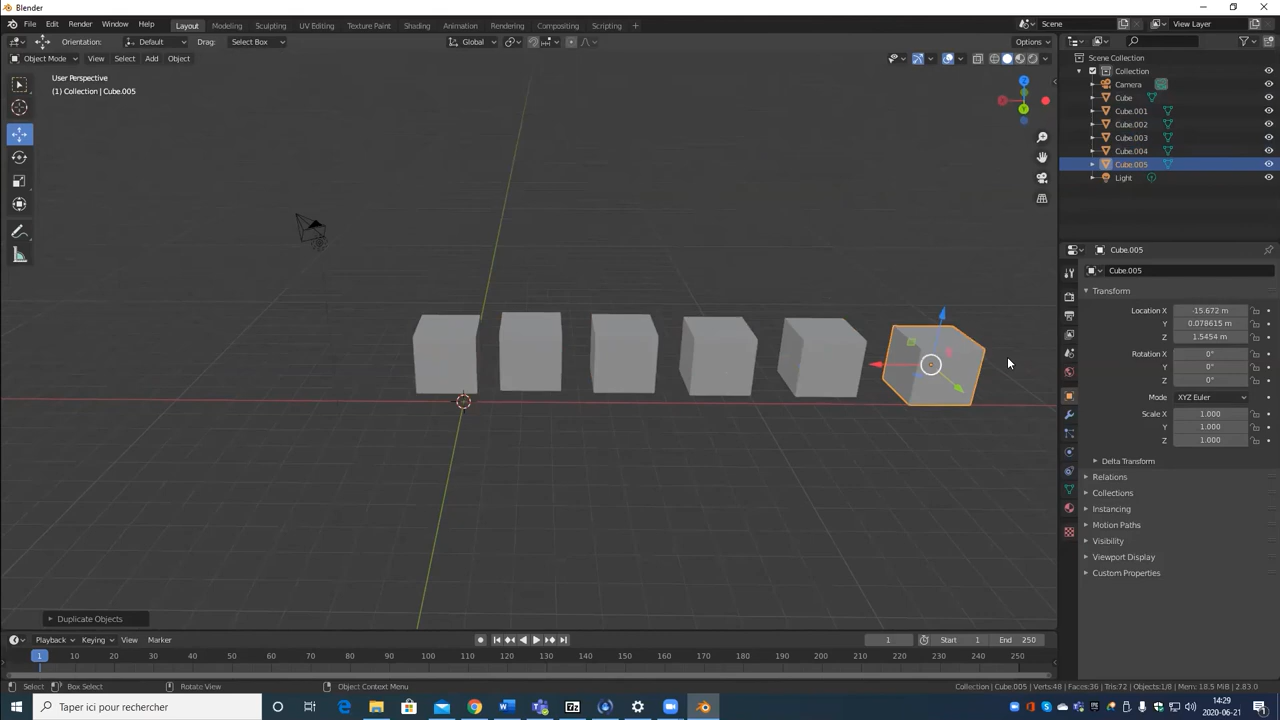 Blender
File Edit Render Window Help Layout Modeling Sculpting UV Editing Texture Paint Shading Animation Rendering Compositing Scripting + Scene View Layer
Orientation: Default Drag: Select Box Global Options
Object Mode View Select Add Object
User Perspective
(1) Collection | Cube.005
Z
Y
Scene Collection
Collection
Camera
Cube
Cube.001
Cube.002
Cube.003
Cube.004
Cube.005
Light
Cube.005
Cube.005
Transform
Location X -15.672 m
Y 0.078615 m
Z 1.5454 m
Rotation X 0°
Y 0°
Z 0°
Mode XYZ Euler
Scale X 1.000
Y 1.000
Z 1.000
Delta Transform
Relations
Collections
Instancing
Motion Paths
Visibility
Viewport Display
Custom Properties
Duplicate Objects
Playback Keying View Marker 1 Start 1 End 250
1 10 20 30 40 50 60 70 80 90 100 110 120 130 140 150 160 170 180 190 200 210 220 230 240 250
Select Box Select Rotate View Object Context Menu Collection | Cube.005 | Verts:48 | Faces:36 | Tris:72 | Objects:1/8 | Mem: 18.5 MiB | 2.83.0
Taper ici pour rechercher
14:29
2020-06-21